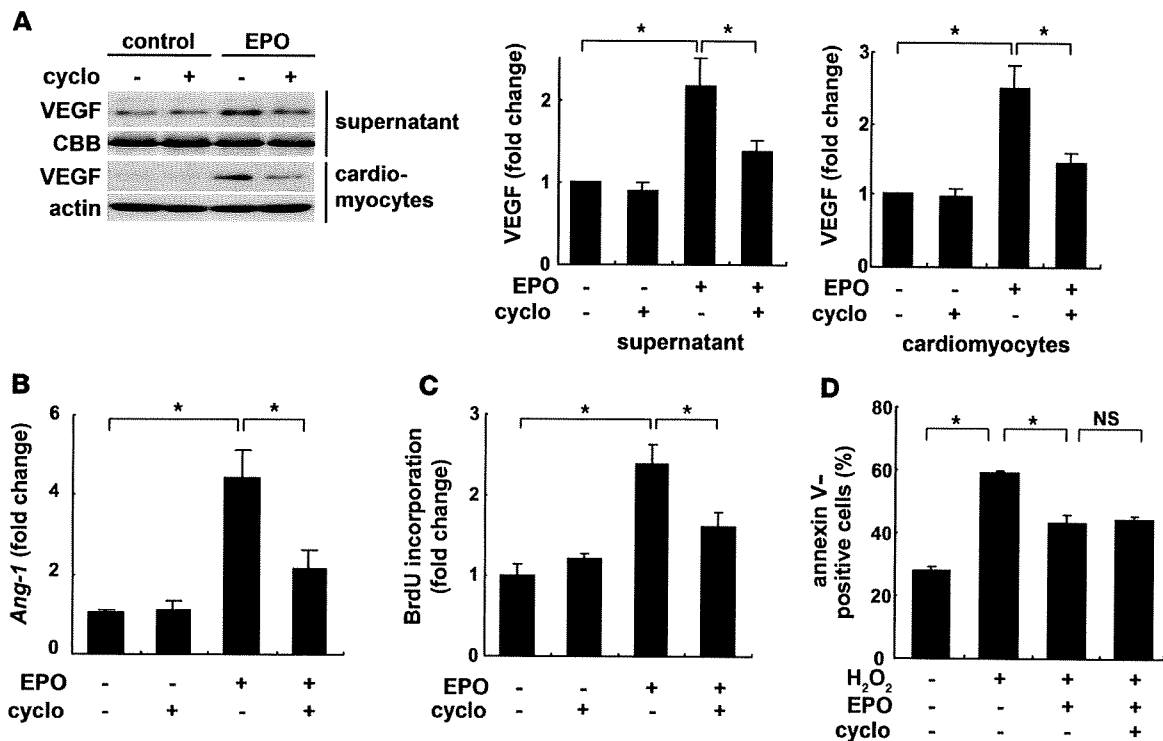 A
control EPO
cyclo - + - +
VEGF
CBB
supernatant
VEGF
actin
cardio-
myocytes
VEGF (fold change)
2
1
0
* *
EPO - - + +
cyclo - + - +
supernatant
VEGF (fold change)
3
2
1
0
* *
EPO - - + +
cyclo - + - +
cardiomyocytes
B
Ang-1 (fold change)
6
4
2
0
* *
EPO - - + +
cyclo - + - +
C
BrdU incorporation
(fold change)
3
2
1
0
* *
EPO - - + +
cyclo - + - +
D
annexin V–
positive cells (%)
80
60
40
20
0
* * NS
H₂O₂ - + + +
EPO - - + +
cyclo - - - +